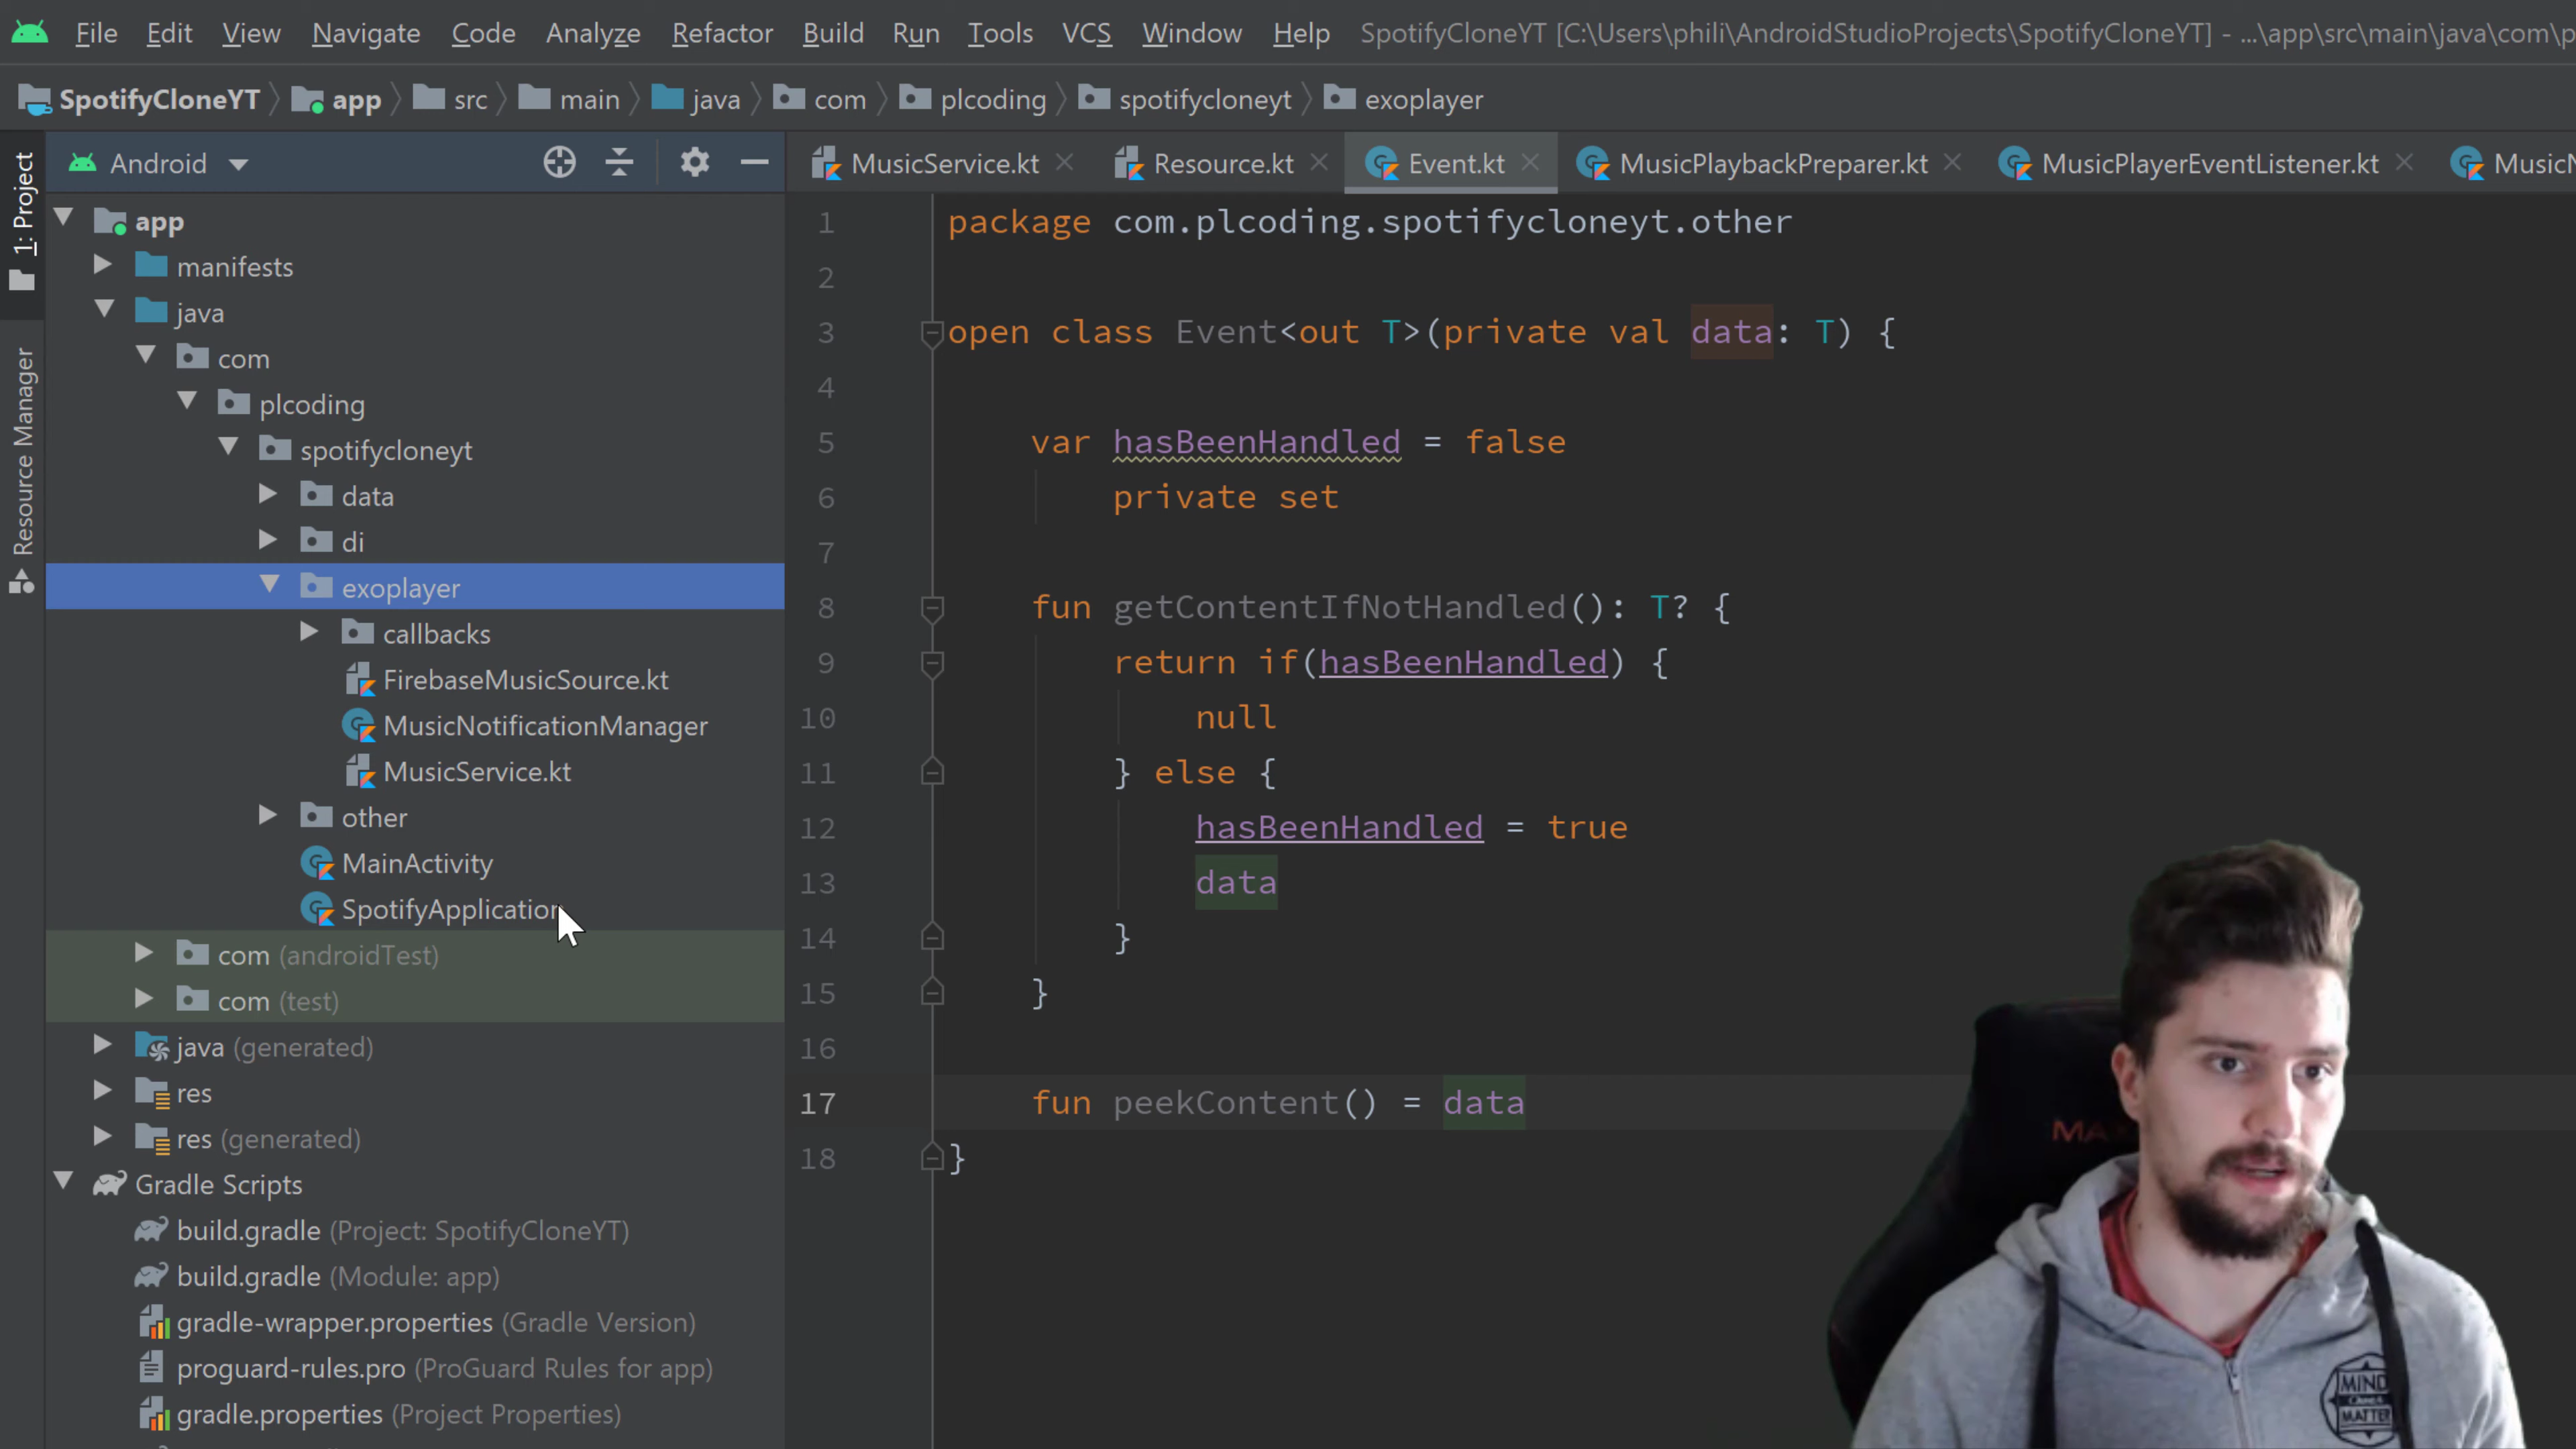 File Edit View Navigate Code Analyze Refactor Build Run Tools VCS Window Help SpotifyCloneYT [C:\Users\phili\AndroidStudioProjects\SpotifyCloneYT] - ...\app\src\main\java\com\p
SpotifyCloneYT app src main java com plcoding spotifycloneyt exoplayer
1: Project
Resource Manager
Android
MusicService.kt Resource.kt Event.kt MusicPlaybackPreparer.kt MusicPlayerEventListener.kt MusicN
app
manifests
java
com
plcoding
spotifycloneyt
data
di
exoplayer
callbacks
FirebaseMusicSource.kt
MusicNotificationManager
MusicService.kt
other
MainActivity
SpotifyApplication
com (androidTest)
com (test)
java (generated)
res
res (generated)
Gradle Scripts
build.gradle (Project: SpotifyCloneYT)
build.gradle (Module: app)
gradle-wrapper.properties (Gradle Version)
proguard-rules.pro (ProGuard Rules for app)
gradle.properties (Project Properties)
1 package com.plcoding.spotifycloneyt.other
2
3 open class Event<out T>(private val data: T) {
4
5 var hasBeenHandled = false
6 private set
7
8 fun getContentIfNotHandled(): T? {
9 return if(hasBeenHandled) {
10 null
11 } else {
12 hasBeenHandled = true
13 data
14 }
15 }
16
17 fun peekContent() = data
18 }
MIND
MATTER